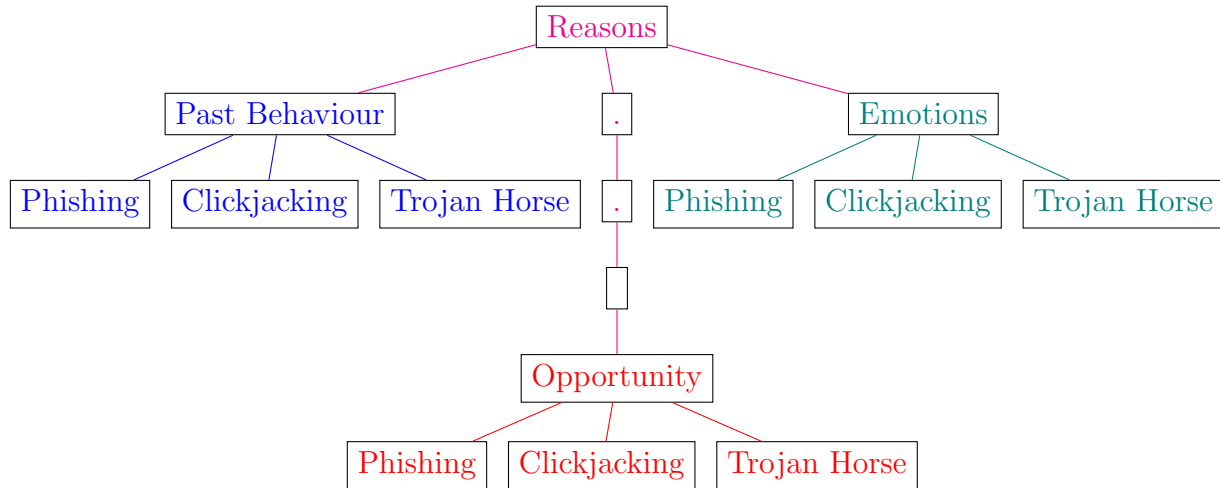 Reasons
Past Behaviour . Emotions
Phishing Clickjacking Trojan Horse . Phishing Clickjacking Trojan Horse
Opportunity
Phishing Clickjacking Trojan Horse